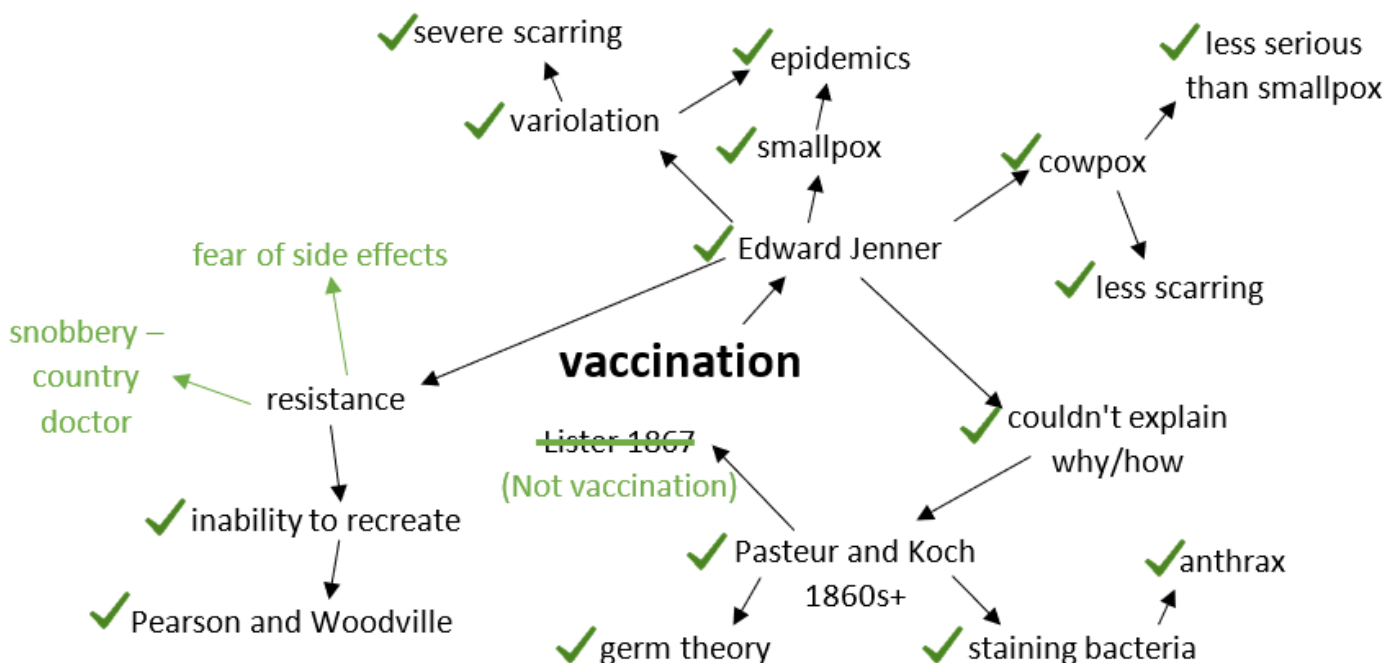 severe scarring
epidemics
less serious
than smallpox
variolation
smallpox
cowpox
Edward Jenner
fear of side effects
less scarring
snobbery –
country
doctor
vaccination
resistance
couldn't explain
why/how
Lister 1867
(Not vaccination)
inability to recreate
Pasteur and Koch
1860s+
anthrax
Pearson and Woodville
germ theory
staining bacteria